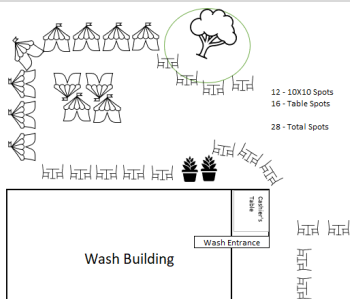 12 - 10X10 Spots
16 - Table Spots
28 - Total Spots
Cashier's
Table
Wash Entrance
Wash Building